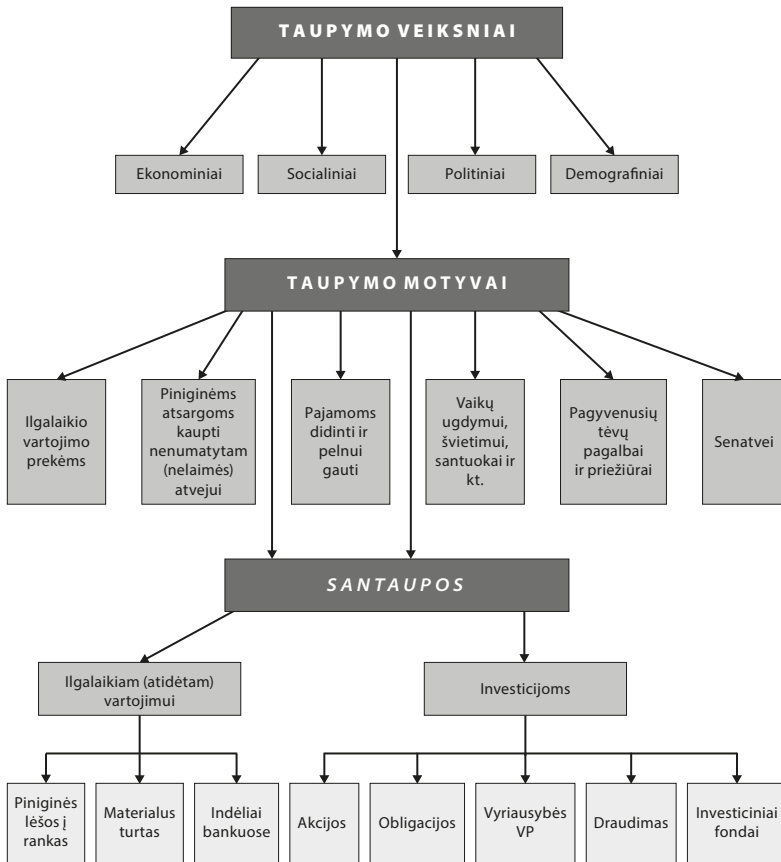 TAUPYMO VEIKSNIAI
Ekonominiai
Socialiniai
Politiniai
Demografiniai
TAUPYMO MOTYVAI
Ilgalaikio
vartojimo
prekėms
Piniginėms
atsargoms
kaupti
nenumatytam
(nelaimės)
atvejui
Pajamoms
didinti ir
pelnui
gauti
Vaikų
ugdymui,
švietimui,
santuokai ir
kt.
Pagyvenusių
tėvų
pagalbai
ir priežiūrai
Senatvei
SANTAUPOS
Ilgalaikiam (atidėtam)
vartojimui
Investicijoms
Piniginės
lėšos į
rankas
Materialus
turtas
Indėliai
bankuose
Akcijos
Obligacijos
Vyriausybės
VP
Draudimas
Investiciniai
fondai